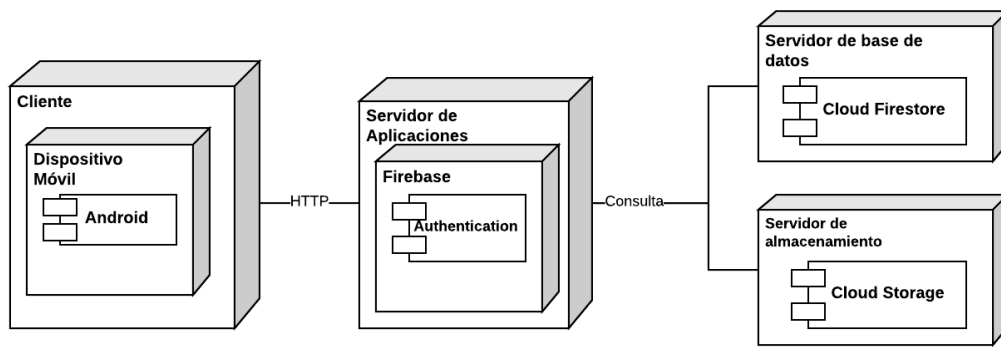 Cliente
Dispositivo
Móvil
Android
HTTP
Servidor de
Aplicaciones
Firebase
Authentication
Consulta
Servidor de base de
datos
Cloud Firestore
Servidor de
almacenamiento
Cloud Storage